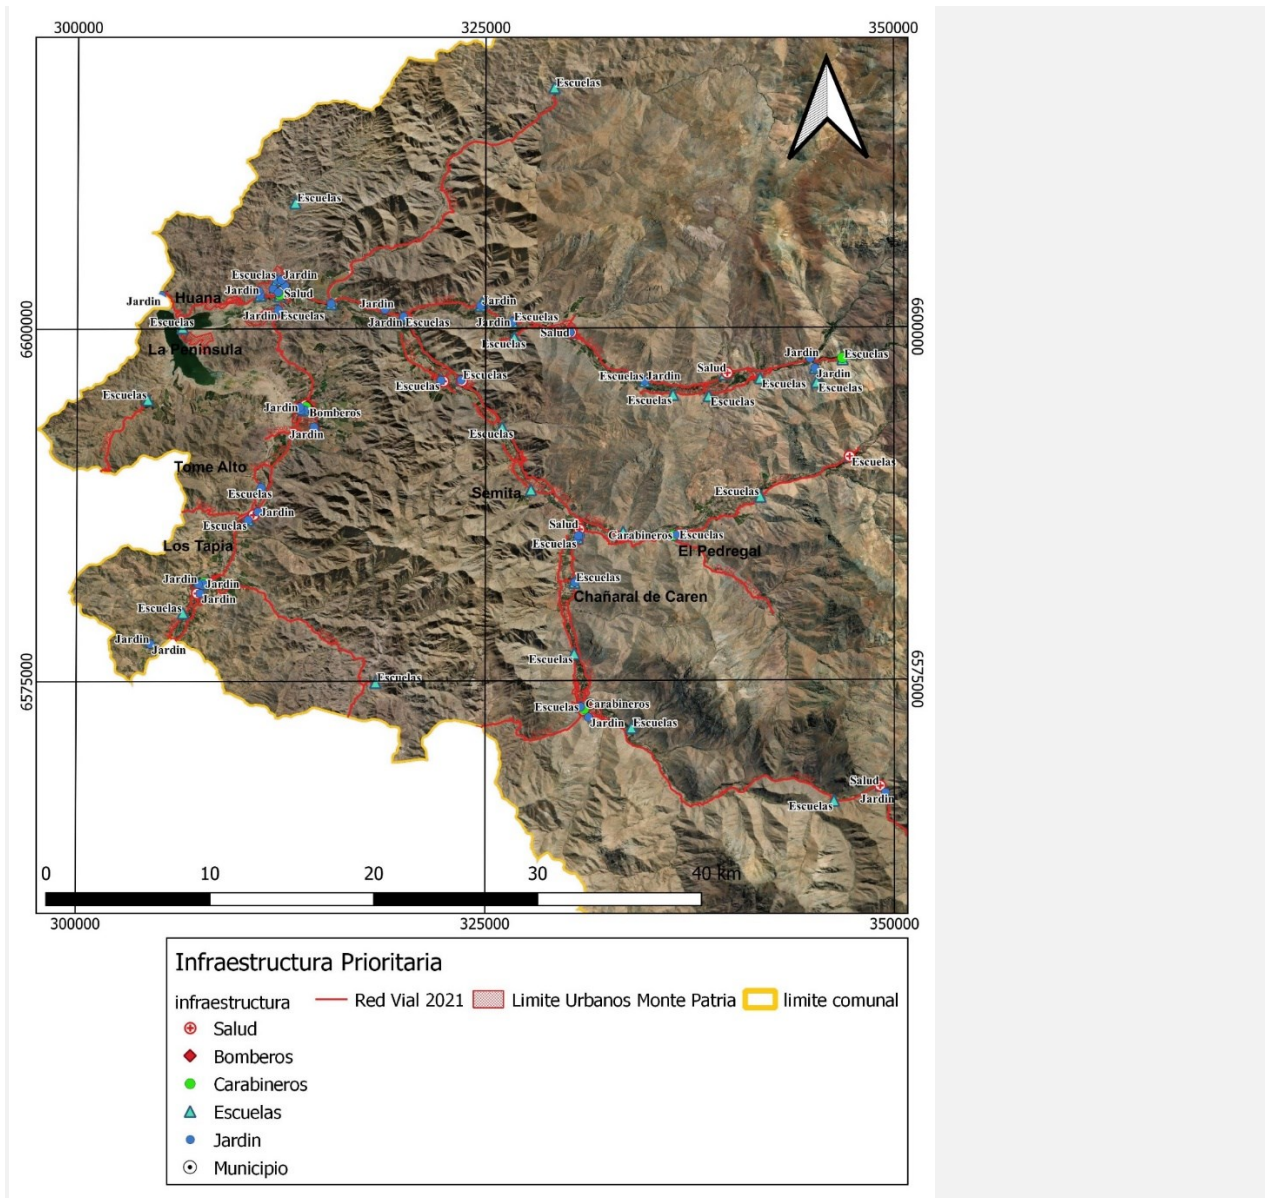 300000 325000 350000
Escuelas
Escuelas
Escuelas Jardin
Jardin Salud
Jardin Huana
Jardin Escuelas
Jardin
Jardin Escuelas
Jardin
Jardin Escuelas
6600000 6600000
Escuelas
La Peninsula
Escuelas
Salud
Jardin Escuelas
Salud
Jardin
Escuelas Jardin
Escuelas
Escuelas
Escuelas
Escuelas
Escuelas Escuelas
Escuelas
Jardin Bomberos
Jardin
Escuelas
Tome Alto
Escuelas
Escuelas
Semita
Escuelas
Jardin
Escuelas
Los Tapia
Salud
Escuelas
Carabineros Escuelas
El Pedregal
Jardin Jardin
Jardin
Escuelas
Escuelas
Chañaral de Caren
Jardin
Jardin
Escuelas
Escuelas
6575000 6575000
Escuelas Carabineros
Jardin Escuelas
Salud
Jardin
Escuelas
0 10 20 30 40 km
300000 325000 350000
Infraestructura Prioritaria
infraestructura Red Vial 2021 Limite Urbanos Monte Patria limite comunal
Salud
Bomberos
Carabineros
Escuelas
Jardin
Municipio